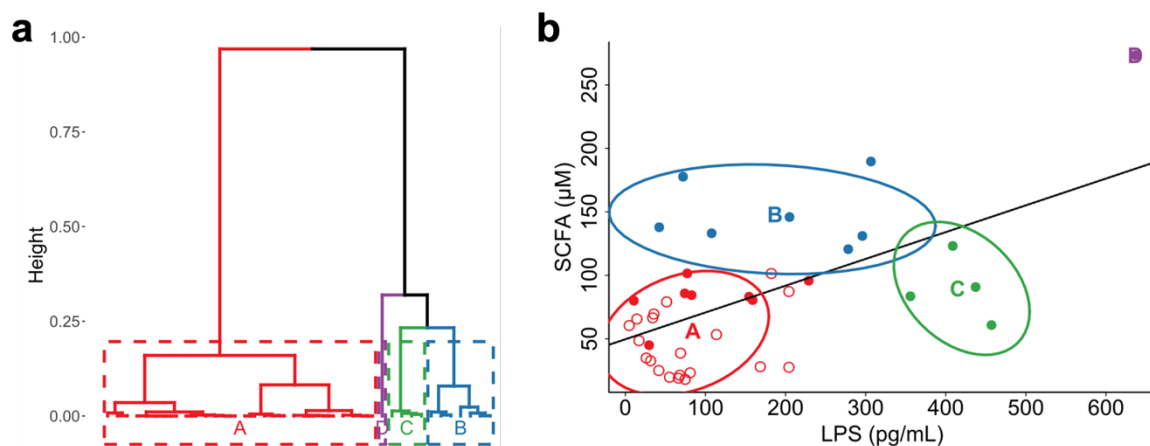 a
1.00-
0.75-
0.50-
0.25-
0.00-
Height
A
D
C
B
b
250
200
150
100
50
SCFA (µM)
D
B
C
A
0 100 200 300 400 500 600
LPS (pg/mL)